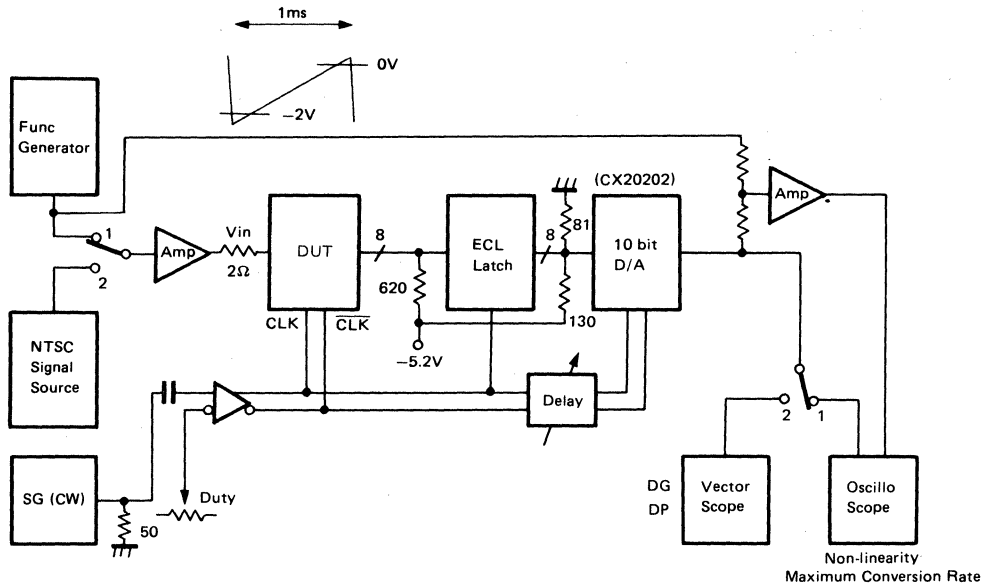 1ms
0V
−2V
Func
Generator
1
2
Amp
Vin
2Ω
DUT
8
620
−5.2V
ECL
Latch
8
81
130
(CX20202)
10 bit
D/A
Amp
CLK
C̅L̅K̅
NTSC
Signal
Source
Delay
SG (CW)
50
Duty
2
1
DG
DP
Vector
Scope
Oscillo
Scope
Non-linearity
Maximum Conversion Rate